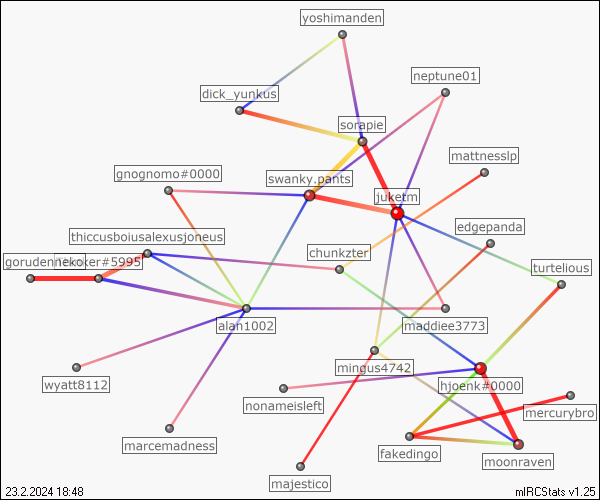 yoshimanden
neptune01
dick_yunkus
sorapie
mattnesslp
gnognomo#0000
swanky.pants
juketm
edgepanda
thiccusboiusalexusjoneus
chunkzter
#5995
turtelious
alan1002
maddiee3773
mingus4742
wyatt8112
hjoenk#0000
nonameisleft
mercurybro
marcemadness
fakedingo
moonraven
majestico
23.2.2024 18:48
mIRCStats v1.25